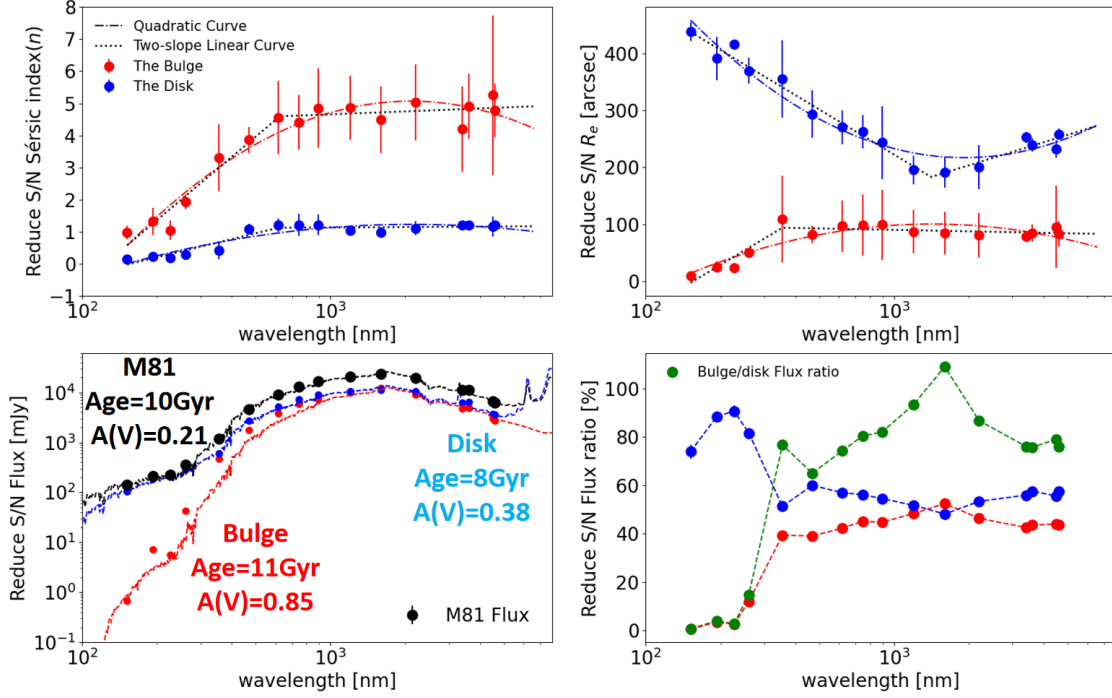 8
7
6
5
4
3
2
1
0
−1
Reduce S/N Sérsic index(n)
Quadratic Curve
Two-slope Linear Curve
The Bulge
The Disk
10²
10³
wavelength [nm]
400
300
200
100
0
Reduce S/N Rₑ [arcsec]
10²
10³
wavelength [nm]
10⁴
10³
10²
10¹
10⁰
10⁻¹
Reduce S/N Flux [mJy]
M81
Age=10Gyr
A(V)=0.21
Disk
Age=8Gyr
A(V)=0.38
Bulge
Age=11Gyr
A(V)=0.85
M81 Flux
10²
10³
wavelength [nm]
100
80
60
40
20
0
Reduce S/N Flux ratio [%]
Bulge/disk Flux ratio
10²
10³
wavelength [nm]